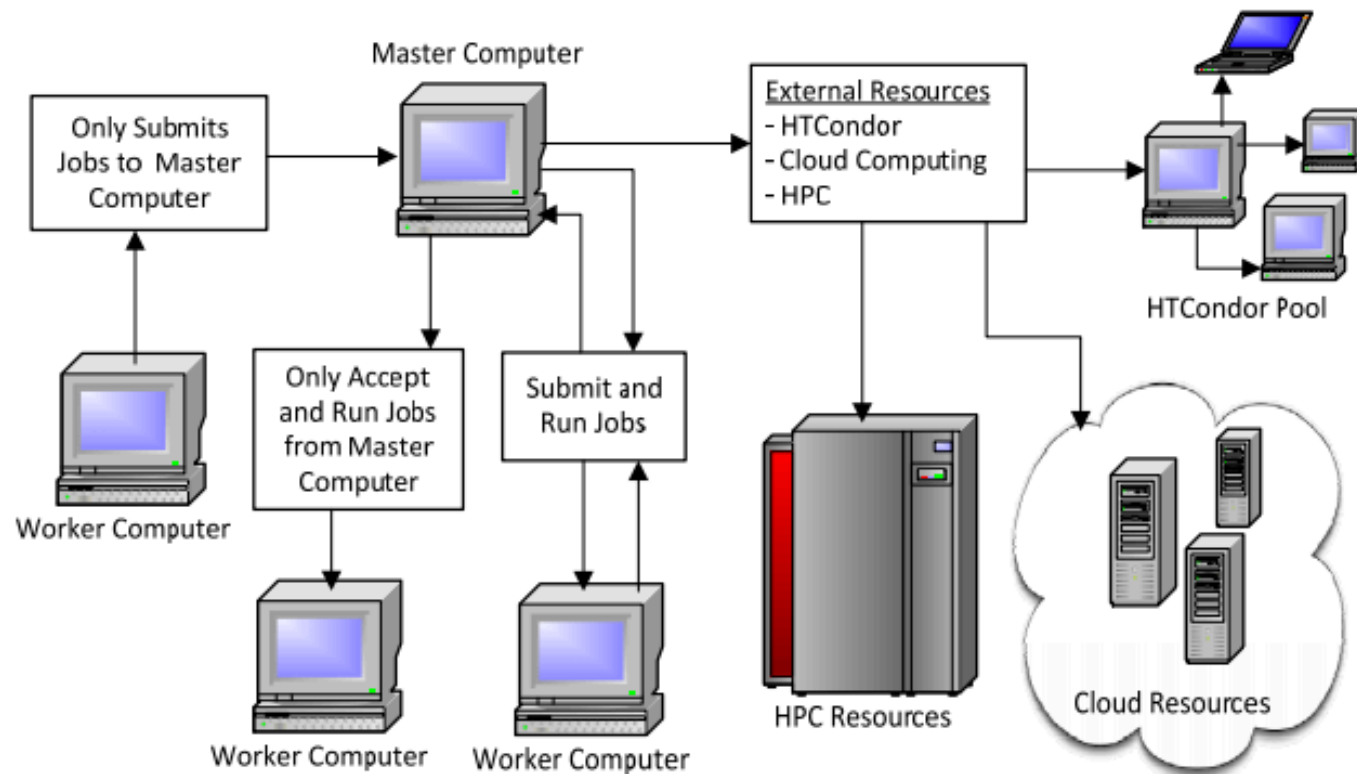 Master Computer
Only Submits
Jobs to Master
Computer
External Resources
- HTCondor
- Cloud Computing
- HPC
HTCondor Pool
Worker Computer
Only Accept
and Run Jobs
from Master
Computer
Submit and
Run Jobs
Worker Computer
Worker Computer
HPC Resources
Cloud Resources